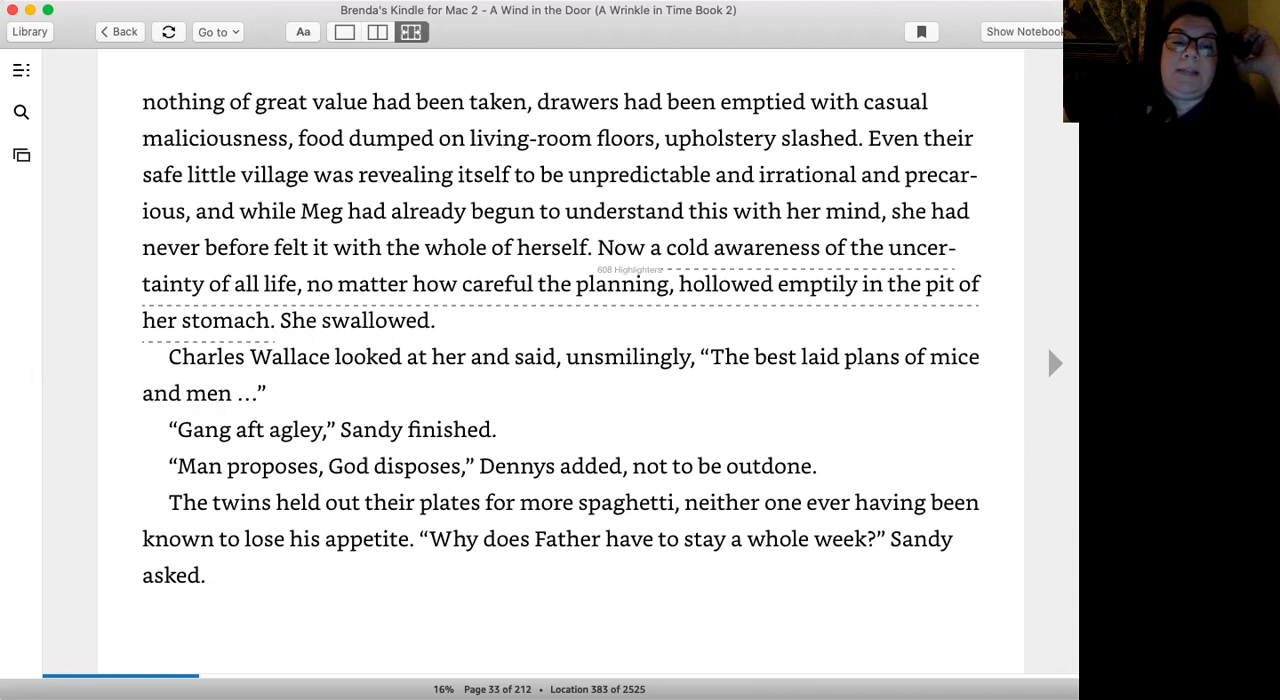 Brenda's Kindle for Mac 2 - A Wind in the Door (A Wrinkle in Time Book 2)
Library
Back
Go to
Aa
Show Notebook
nothing of great value had been taken, drawers had been emptied with casual
maliciousness, food dumped on living-room floors, upholstery slashed. Even their
safe little village was revealing itself to be unpredictable and irrational and precar-
ious, and while Meg had already begun to understand this with her mind, she had
never before felt it with the whole of herself. Now a cold awareness of the uncer-
608 Highlighters
tainty of all life, no matter how careful the planning, hollowed emptily in the pit of
her stomach. She swallowed.
Charles Wallace looked at her and said, unsmilingly, “The best laid plans of mice
and men …”
“Gang aft agley,” Sandy finished.
“Man proposes, God disposes,” Dennys added, not to be outdone.
The twins held out their plates for more spaghetti, neither one ever having been
known to lose his appetite. “Why does Father have to stay a whole week?” Sandy
asked.
16% Page 33 of 212 • Location 383 of 2525